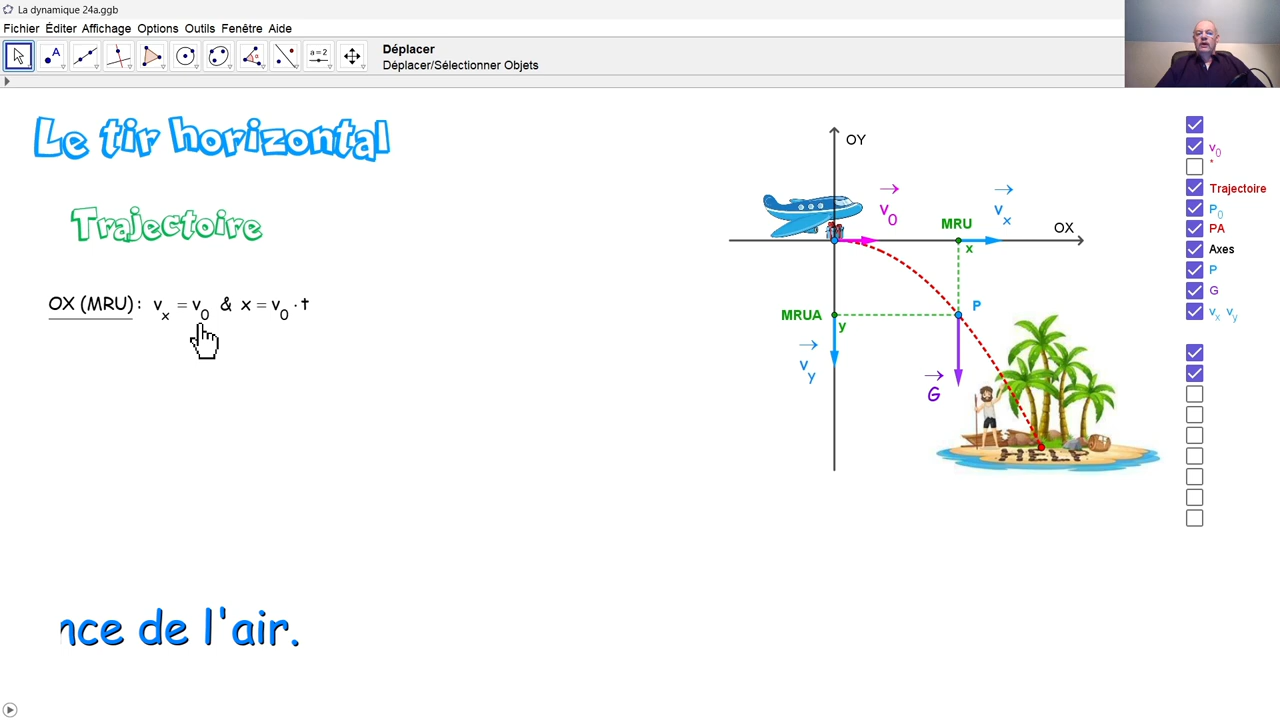 La dynamique 24a.ggb
Fichier Éditer Affichage Options Outils Fenêtre Aide
A
a=2
Déplacer
Déplacer/Sélectionner Objets
Le tir horizontal
Trajectoire
OX (MRU) : vx = v0 & x = v0 · t
OY
v0
MRU
vx
OX
x
P
MRUA
y
vy
G
HELP
v0
*
Trajectoire
P0
PA
Axes
P
G
vx vy
nce de l'air.